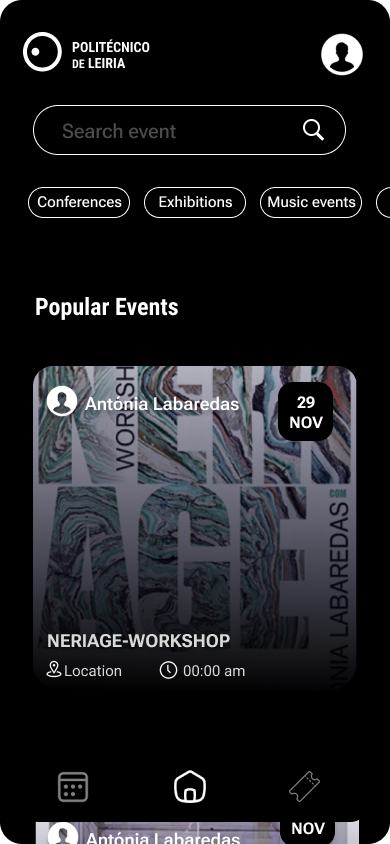 POLITÉCNICO
DE LEIRIA
Search event
Conferences
Exhibitions
Music events
Popular Events
Antónia Labaredas
29
NOV
WORKSH
NERI
AGE
COM
NIA LABAREDAS
NERIAGE-WORKSHOP
Location
00:00 am
NOV
Antónia Labaredas